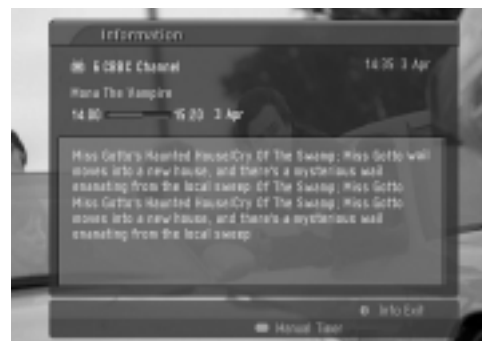 Information
6 CBBC Channel 14:35 3 Apr
Mona The Vampire
14:00 15:20 3 Apr
Miss Gotto's Haunted House/Cry Of The Swamp; Miss Gotto wail
moves into a new house, and there's a mysterious wail
emanating from the local sweep Of The Swamp; Miss Gotto
Miss Gotto's Haunted House/Cry Of The Swamp; Miss Gotto
moves into a new house, and there's a mysterious wail
emanating from the local sweep
Info Exit
Manual Timer